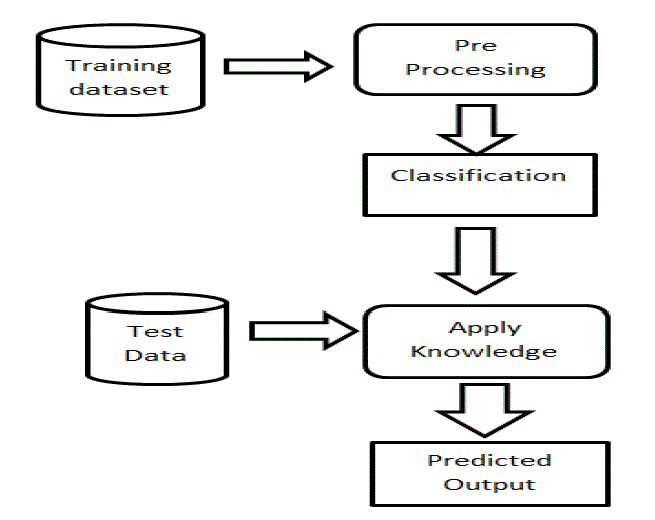 Training
dataset
Pre
Processing
Classification
Test
Data
Apply
Knowledge
Predicted
Output